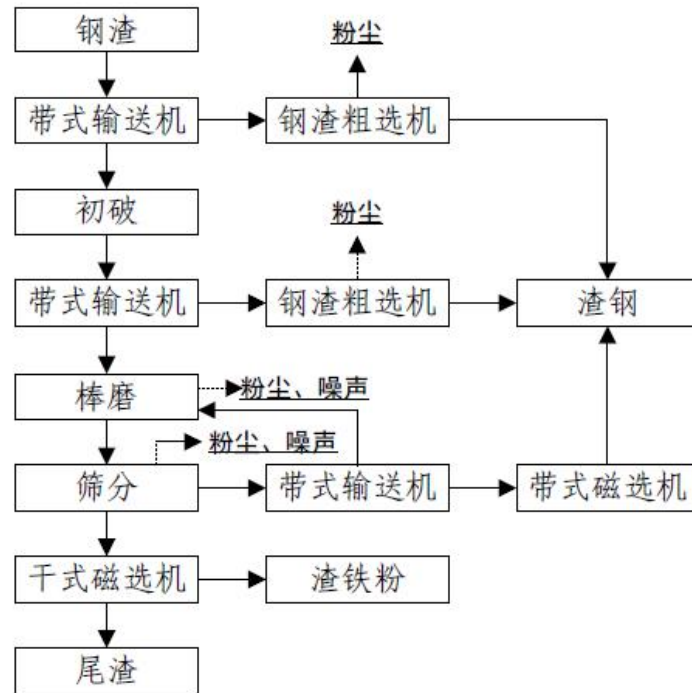 钢渣
粉尘
带式输送机
钢渣粗选机
初破
粉尘
带式输送机
钢渣粗选机
渣钢
棒磨
粉尘、噪声
粉尘、噪声
筛分
带式输送机
带式磁选机
干式磁选机
渣铁粉
尾渣